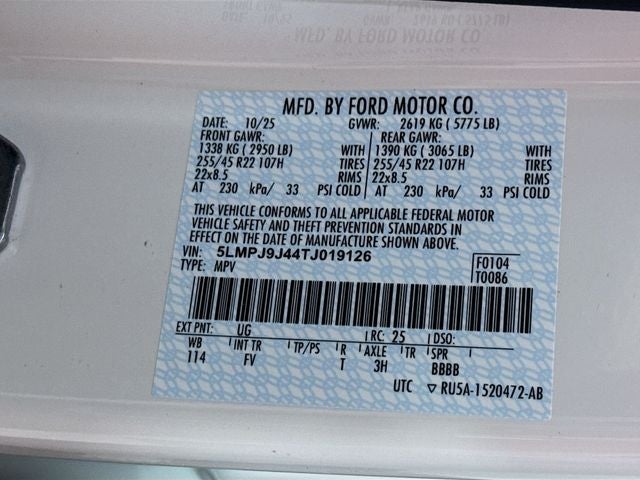 MFD. BY FORD MOTOR CO.
DATE: 10/25 GVWR: 2619 KG ( 5775 LB)
FRONT GAWR: REAR GAWR:
1338 KG ( 2950 LB) WITH 1390 KG ( 3065 LB) WITH
255/45 R22 107H TIRES 255/45 R22 107H TIRES
22x8.5 RIMS 22x8.5 RIMS
AT 230 kPa/ 33 PSI COLD AT 230 kPa/ 33 PSI COLD
THIS VEHICLE CONFORMS TO ALL APPLICABLE FEDERAL MOTOR
VEHICLE SAFETY AND THEFT PREVENTION STANDARDS IN
EFFECT ON THE DATE OF MANUFACTURE SHOWN ABOVE.
VIN: 5LMPJ9J44TJ019126 F0104
TYPE: MPV T0086
EXT PNT: UG RC: 25 DSO:
WB INT TR TP/PS R AXLE TR SPR
114 FV T 3H BBBB
UTC ▽ RU5A-1520472-AB